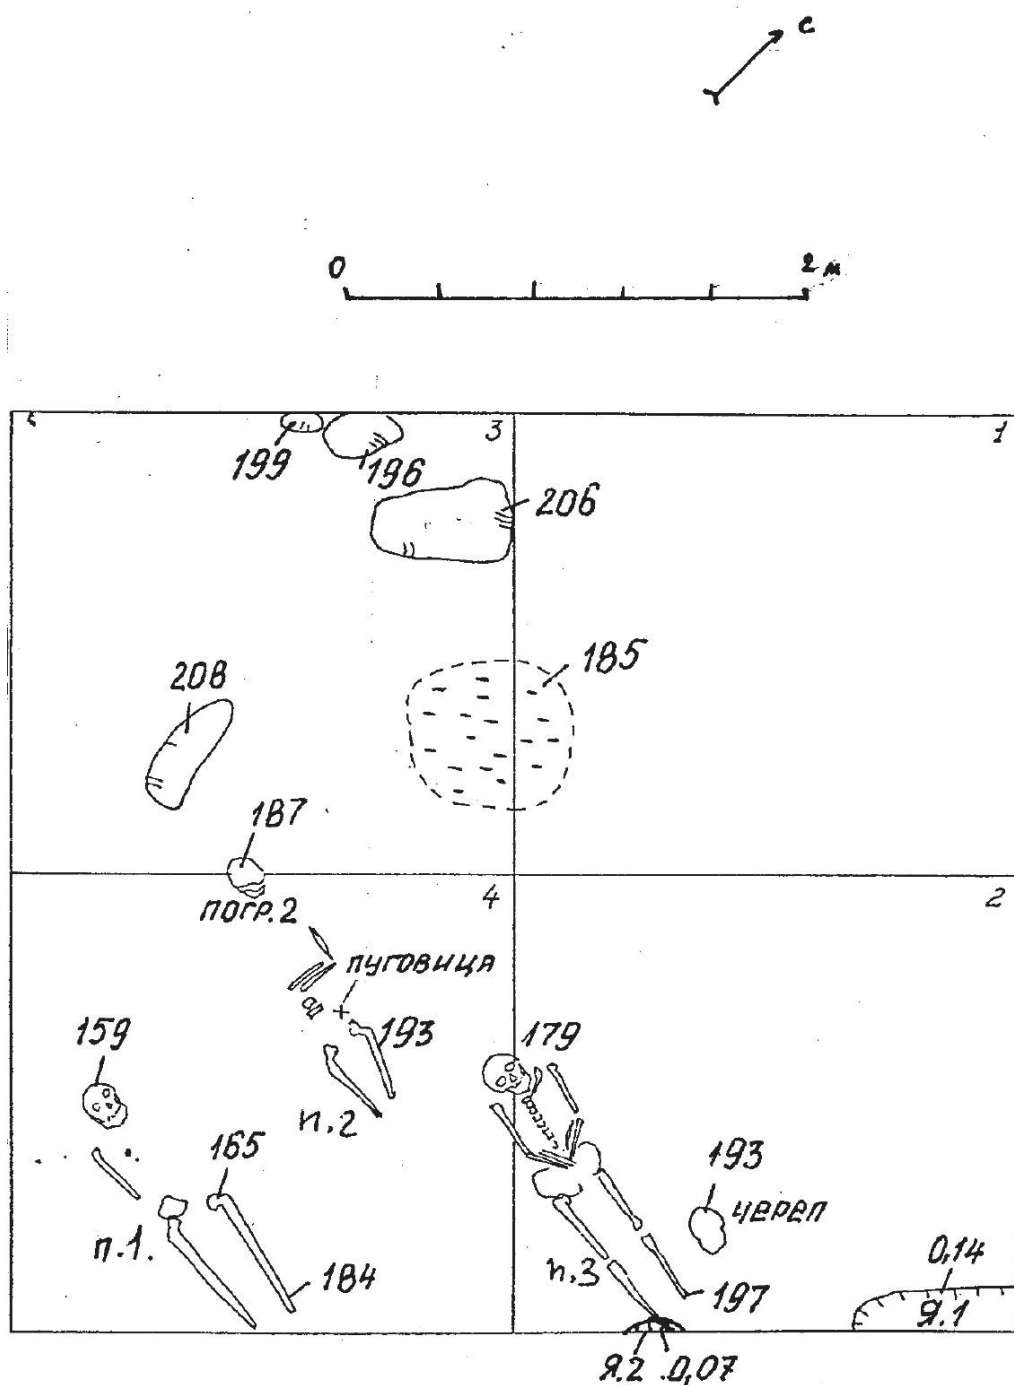 с
0 2 м
3 1
199 196
206
185
208
187
погр.2 4 2
пуговица
159 193 179
п.2
165 193
череп
п.1. 184 п.3 197 0,14
Я.1
Я.2 0,07